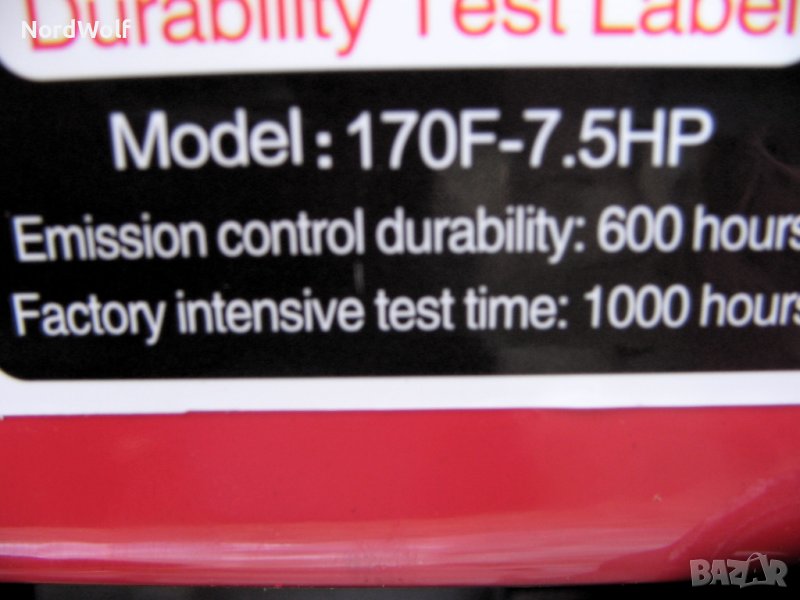 Durability Test Label
NordWolf
Model: 170F-7.5HP
Emission control durability: 600 hours
Factory intensive test time: 1000 hours
BAZAR